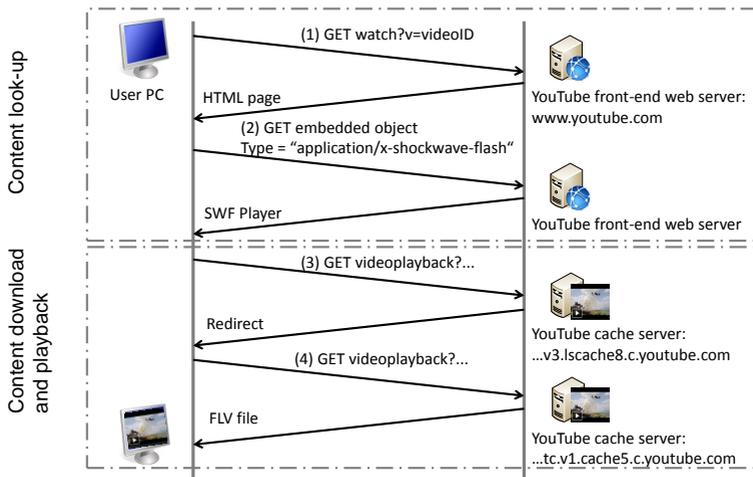 Content look-up
(1) GET watch?v=videoID
User PC
HTML page
YouTube front-end web server:
www.youtube.com
(2) GET embedded object
Type = “application/x-shockwave-flash“
SWF Player
YouTube front-end web server
Content download
and playback
(3) GET videoplayback?...
Redirect
YouTube cache server:
...v3.lscache8.c.youtube.com
(4) GET videoplayback?...
FLV file
YouTube cache server:
...tc.v1.cache5.c.youtube.com